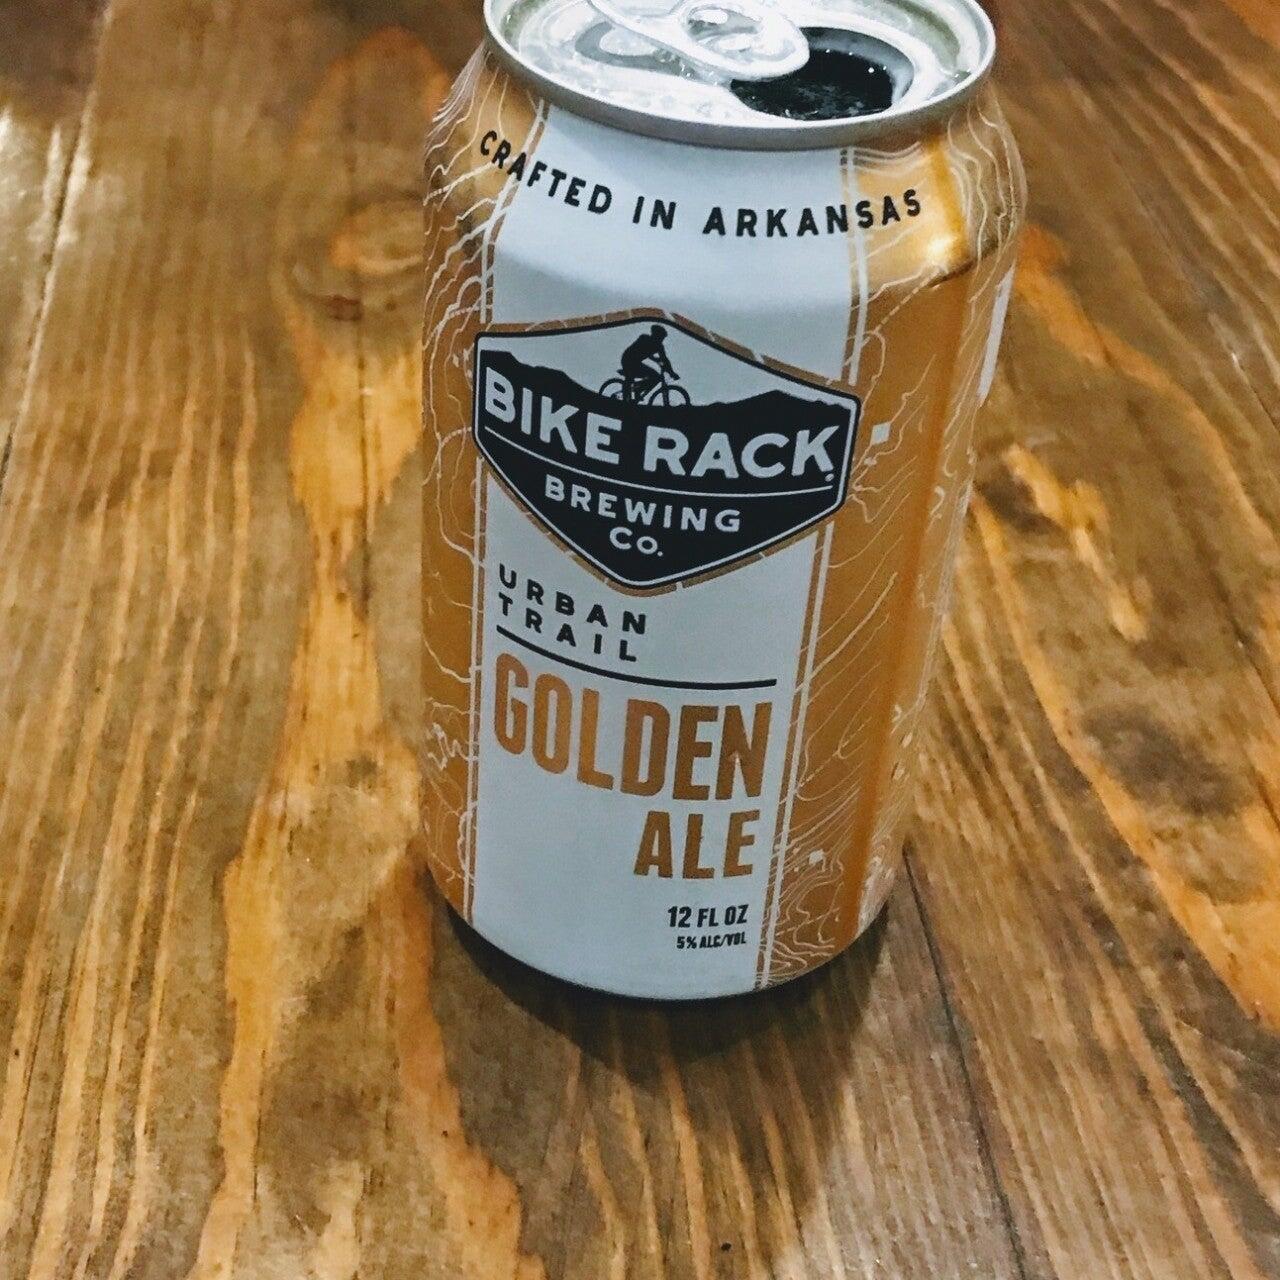 CRAFTED IN ARKANSAS
BIKE RACK
BREWING
CO.
URBAN
TRAIL
GOLDEN
ALE
12 FL OZ
5% ALC/VOL